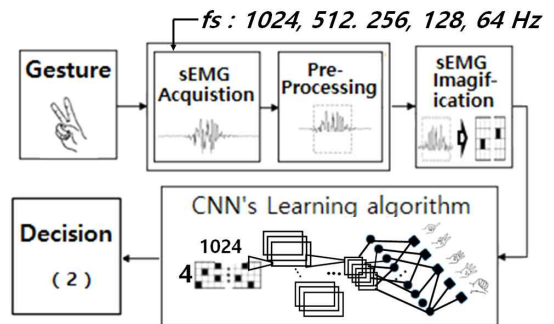 fs : 1024, 512. 256, 128, 64 Hz
Gesture
sEMG
Acquistion
Pre-
Processing
sEMG
Imagif-
ication
CNN's Learning algorithm
1024
4
Decision
( 2 )